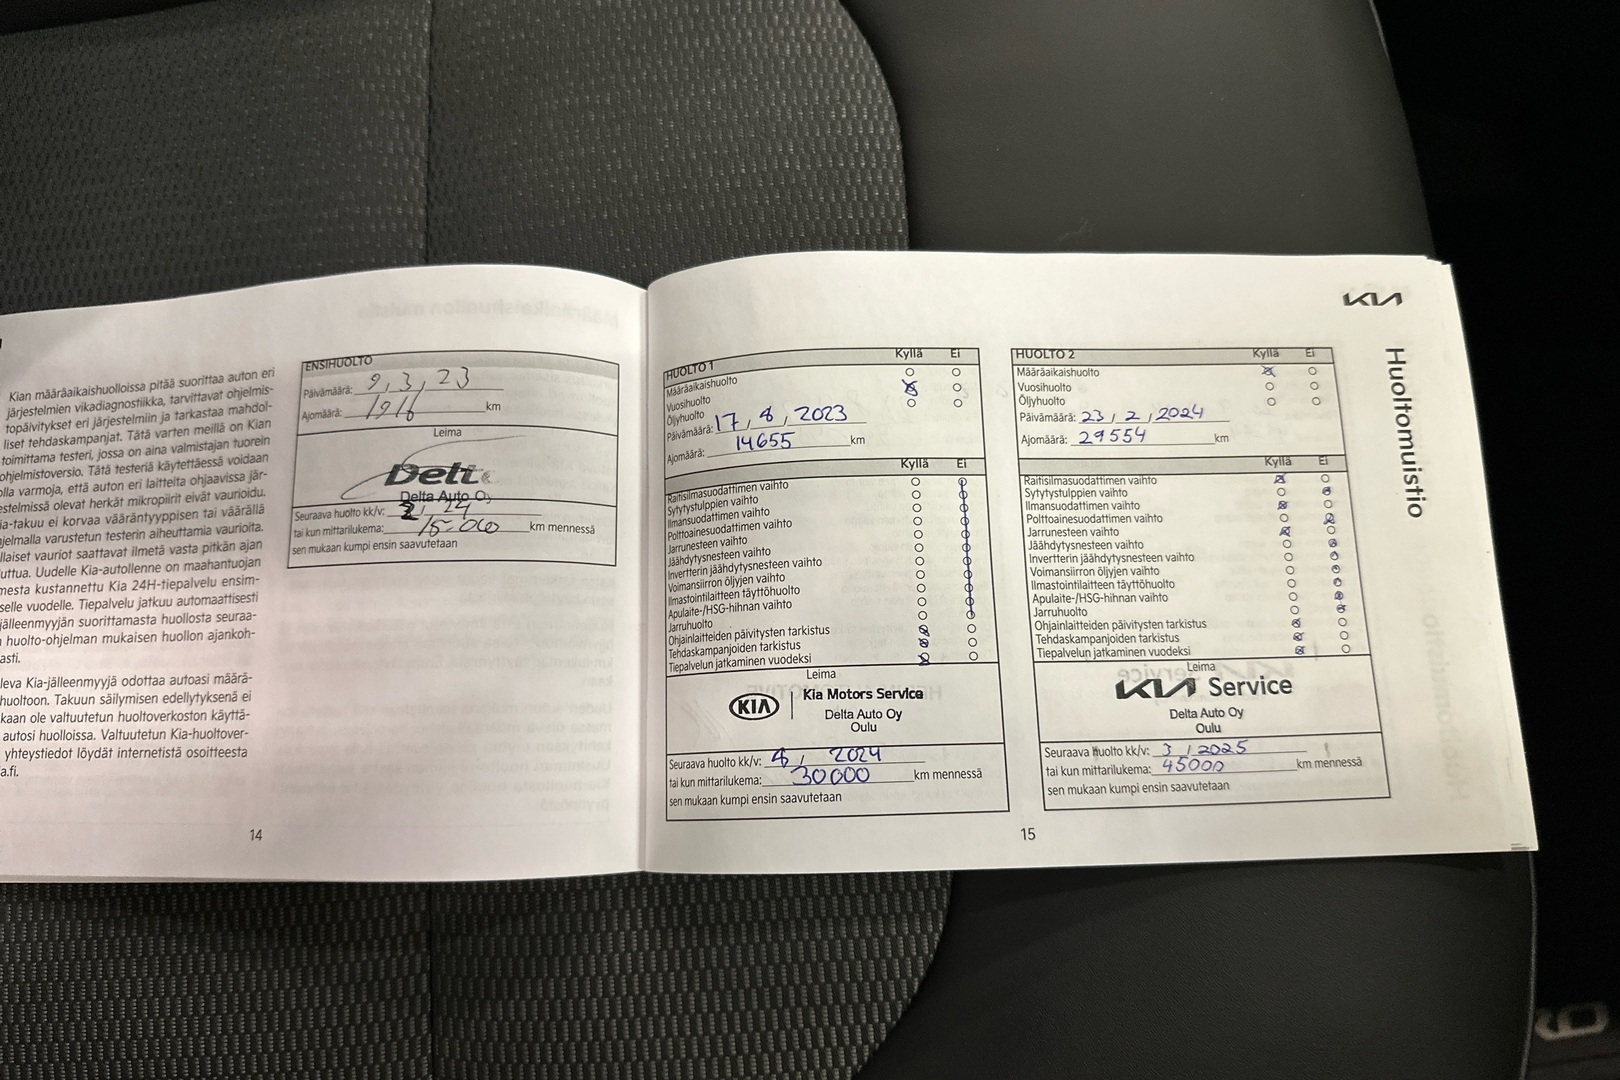 Kian määräaikaishuolloissa pitää suorittaa auton eri
järjestelmien vikadiagnostiikka, tarvittavat ohjelmis-
topäivitykset eri järjestelmiin ja tarkastaa mahdol-
liset tehdaskampanjat. Tätä varten meillä on Kian
toimittama testeri, jossa on aina valmistajan tuorein
ohjelmistoversio. Tätä testeriä käytettäessä voidaan
olla varmoja, että auton eri laitteita ohjaavissa jär-
estelmissä olevat herkät mikropiirit eivät vaurioidu.
ia-takuu ei korvaa vääräntyyppisen tai väärällä
hjelmalla varustetun testerin aiheuttamia vaurioita.
llaiset vauriot saattavat ilmetä vasta pitkän ajan
uttua. Uudelle Kia-autollenne on maahantuojan
mesta kustannettu Kia 24H-tiepalvelu ensim-
selle vuodelle. Tiepalvelu jatkuu automaattisesti
jälleenmyyjän suorittamasta huollosta seuraa-
n huolto-ohjelman mukaisen huollon ajankoh-
asti.
leva Kia-jälleenmyyjä odottaa autoasi määrä-
huoltoon. Takuun säilymisen edellytyksenä ei
kaan ole valtuutetun huoltoverkoston käyttä-
autosi huolloissa. Valtuutetun Kia-huoltover-
yhteystiedot löydät internetistä osoitteesta
a.fi.
14
ENSIHUOLTO
Päivämäärä: 9, 3, 23
Ajomäärä: 1916 km
Leima
Delta
Delta Auto Oy
Seuraava huolto kk/v: 24
tai kun mittarilukema: 15-000 km mennessä
sen mukaan kumpi ensin saavutetaan
HUOLTO 1 Kyllä Ei
Määräaikaishuolto
Vuosihuolto
Öljyhuolto
Päivämäärä: 17, 8, 2023
Ajomäärä: 14655 km
Kyllä Ei
Raitisilmasuodattimen vaihto
Sytytystulppien vaihto
Ilmansuodattimen vaihto
Polttoainesuodattimen vaihto
Jarrunesteen vaihto
Jäähdytysnesteen vaihto
Invertterin jäähdytysnesteen vaihto
Voimansiirron öljyjen vaihto
Ilmastointilaitteen täyttöhuolto
Apulaite-/HSG-hihnan vaihto
Jarruhuolto
Ohjainlaitteiden päivitysten tarkistus
Tehdaskampanjoiden tarkistus
Tiepalvelun jatkaminen vuodeksi
Leima
KIA Kia Motors Service
Delta Auto Oy
Oulu
Seuraava huolto kk/v: 8, 2024
tai kun mittarilukema: 30000 km mennessä
sen mukaan kumpi ensin saavutetaan
HUOLTO 2 Kyllä Ei
Määräaikaishuolto
Vuosihuolto
Öljyhuolto
Päivämäärä: 23, 2, 2024
Ajomäärä: 29554 km
Kyllä Ei
Raitisilmasuodattimen vaihto
Sytytystulppien vaihto
Ilmansuodattimen vaihto
Polttoainesuodattimen vaihto
Jarrunesteen vaihto
Jäähdytysnesteen vaihto
Invertterin jäähdytysnesteen vaihto
Voimansiirron öljyjen vaihto
Ilmastointilaitteen täyttöhuolto
Apulaite-/HSG-hihnan vaihto
Jarruhuolto
Ohjainlaitteiden päivitysten tarkistus
Tehdaskampanjoiden tarkistus
Tiepalvelun jatkaminen vuodeksi
Leima
KIA Service
Delta Auto Oy
Oulu
Seuraava huolto kk/v: 3, 2025
tai kun mittarilukema: 45000 km mennessä
sen mukaan kumpi ensin saavutetaan
15
KIA
Huoltomuistio